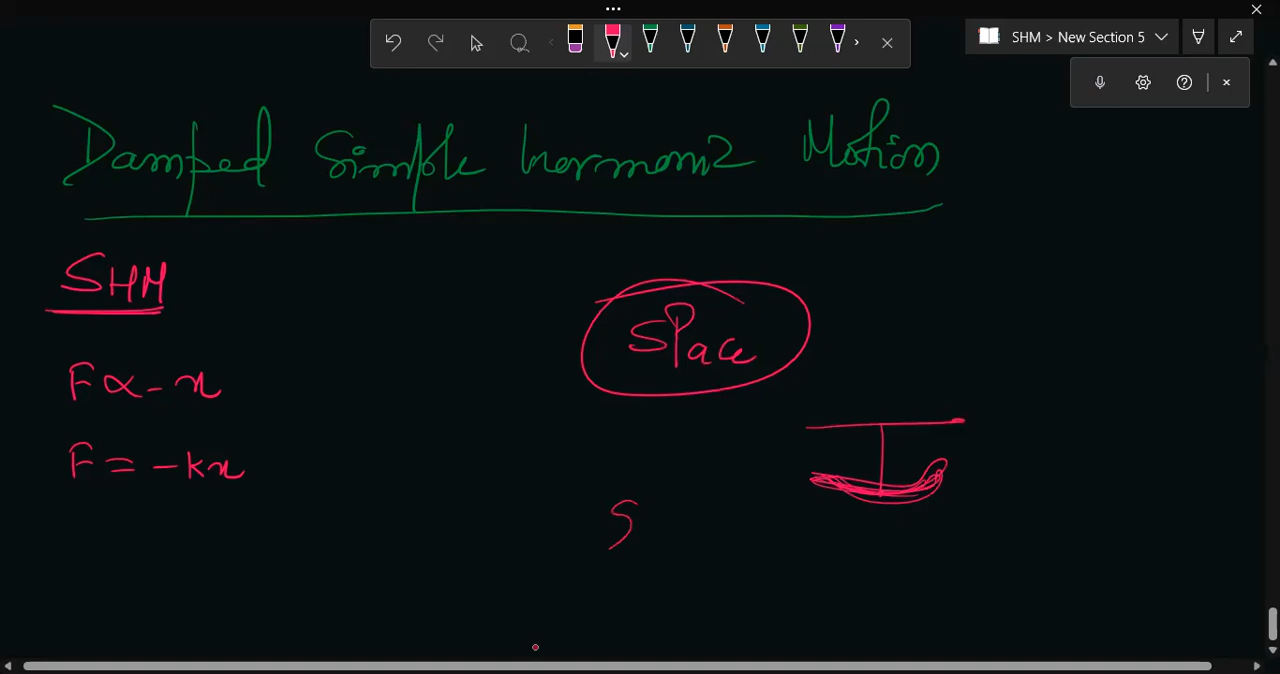 SHM > New Section 5
Damped Simple harmonic Motion
SHM
F ∝ - x
F = - kx
Space
S